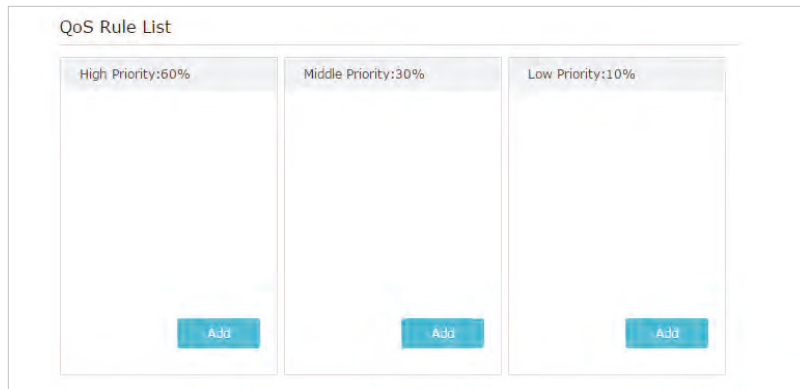 QoS Rule List
High Priority:60%
Middle Priority:30%
Low Priority:10%
Add
Add
Add